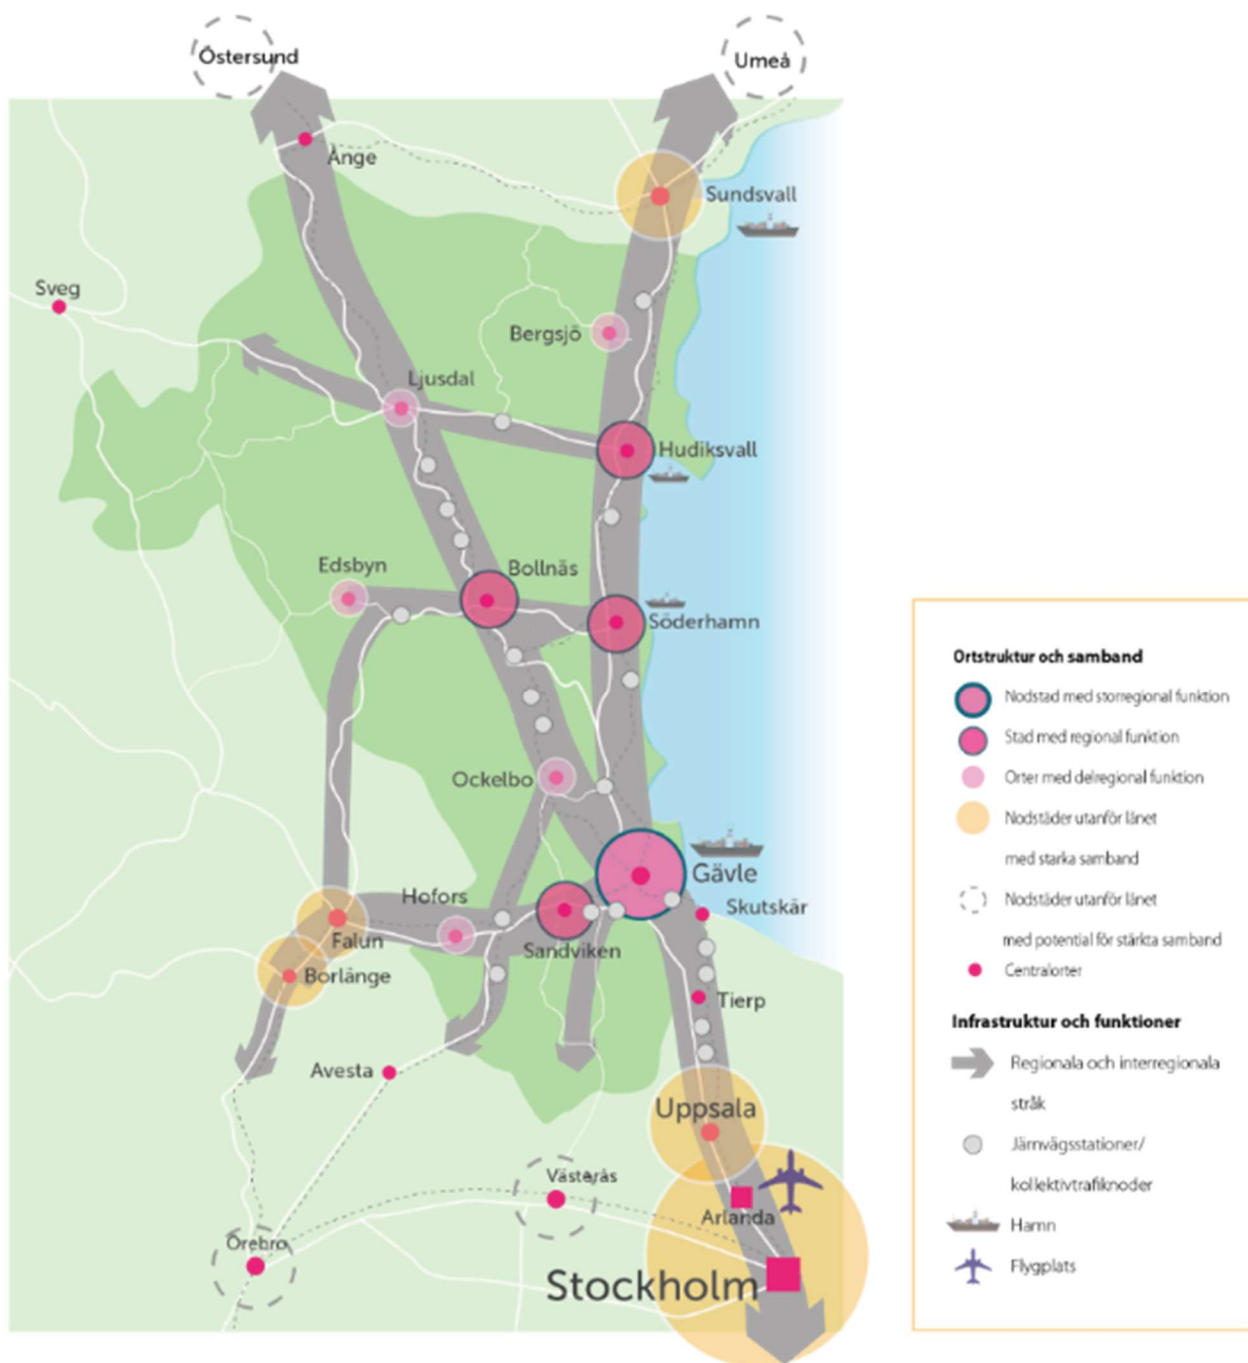 Östersund
Umeå
Ånge
Sundsvall
Sveg
Bergsjö
Ljusdal
Hudiksvall
Edsbyn
Bollnäs
Söderhamn
Ockelbo
Gävle
Hofors
Skutskär
Falun
Sandviken
Borlänge
Tierp
Avesta
Uppsala
Västerås
Arlanda
Örebro
Stockholm
Ortstruktur och samband
Nodstad med storregional funktion
Stad med regional funktion
Orter med delregional funktion
Nodstäder utanför länet
med starka samband
Nodstäder utanför länet
med potential för stärkta samband
Centralorter
Infrastruktur och funktioner
Regionala och interregionala
stråk
Järnvägsstationer/
kollektivtrafiknoder
Hamn
Flygplats